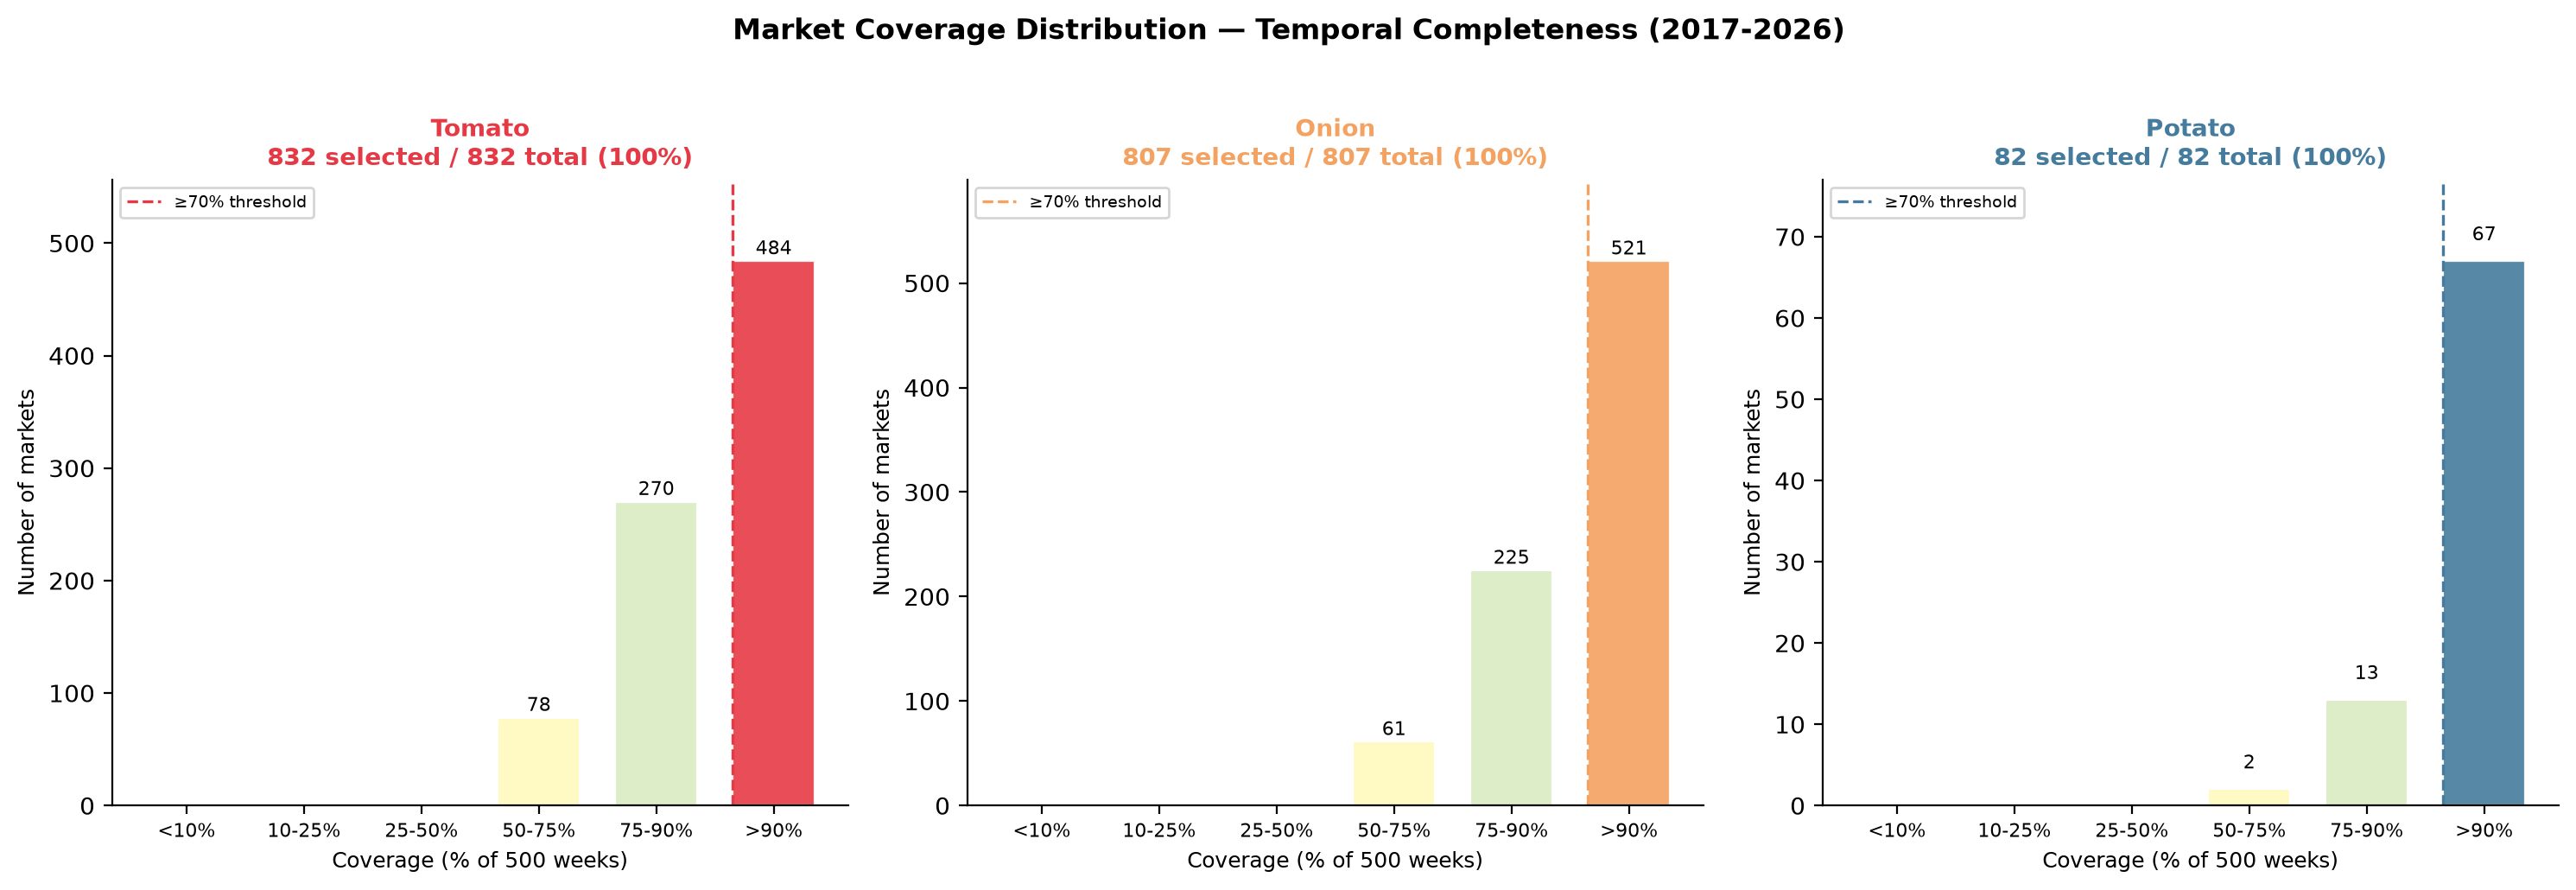 Market Coverage Distribution — Temporal Completeness (2017-2026)
Tomato
832 selected / 832 total (100%)
≥70% threshold
Number of markets
500
400
300
200
100
0
484
270
78
<10%
10-25%
25-50%
50-75%
75-90%
>90%
Coverage (% of 500 weeks)
Onion
807 selected / 807 total (100%)
≥70% threshold
Number of markets
500
400
300
200
100
0
521
225
61
<10%
10-25%
25-50%
50-75%
75-90%
>90%
Coverage (% of 500 weeks)
Potato
82 selected / 82 total (100%)
≥70% threshold
Number of markets
70
60
50
40
30
20
10
0
67
13
2
<10%
10-25%
25-50%
50-75%
75-90%
>90%
Coverage (% of 500 weeks)